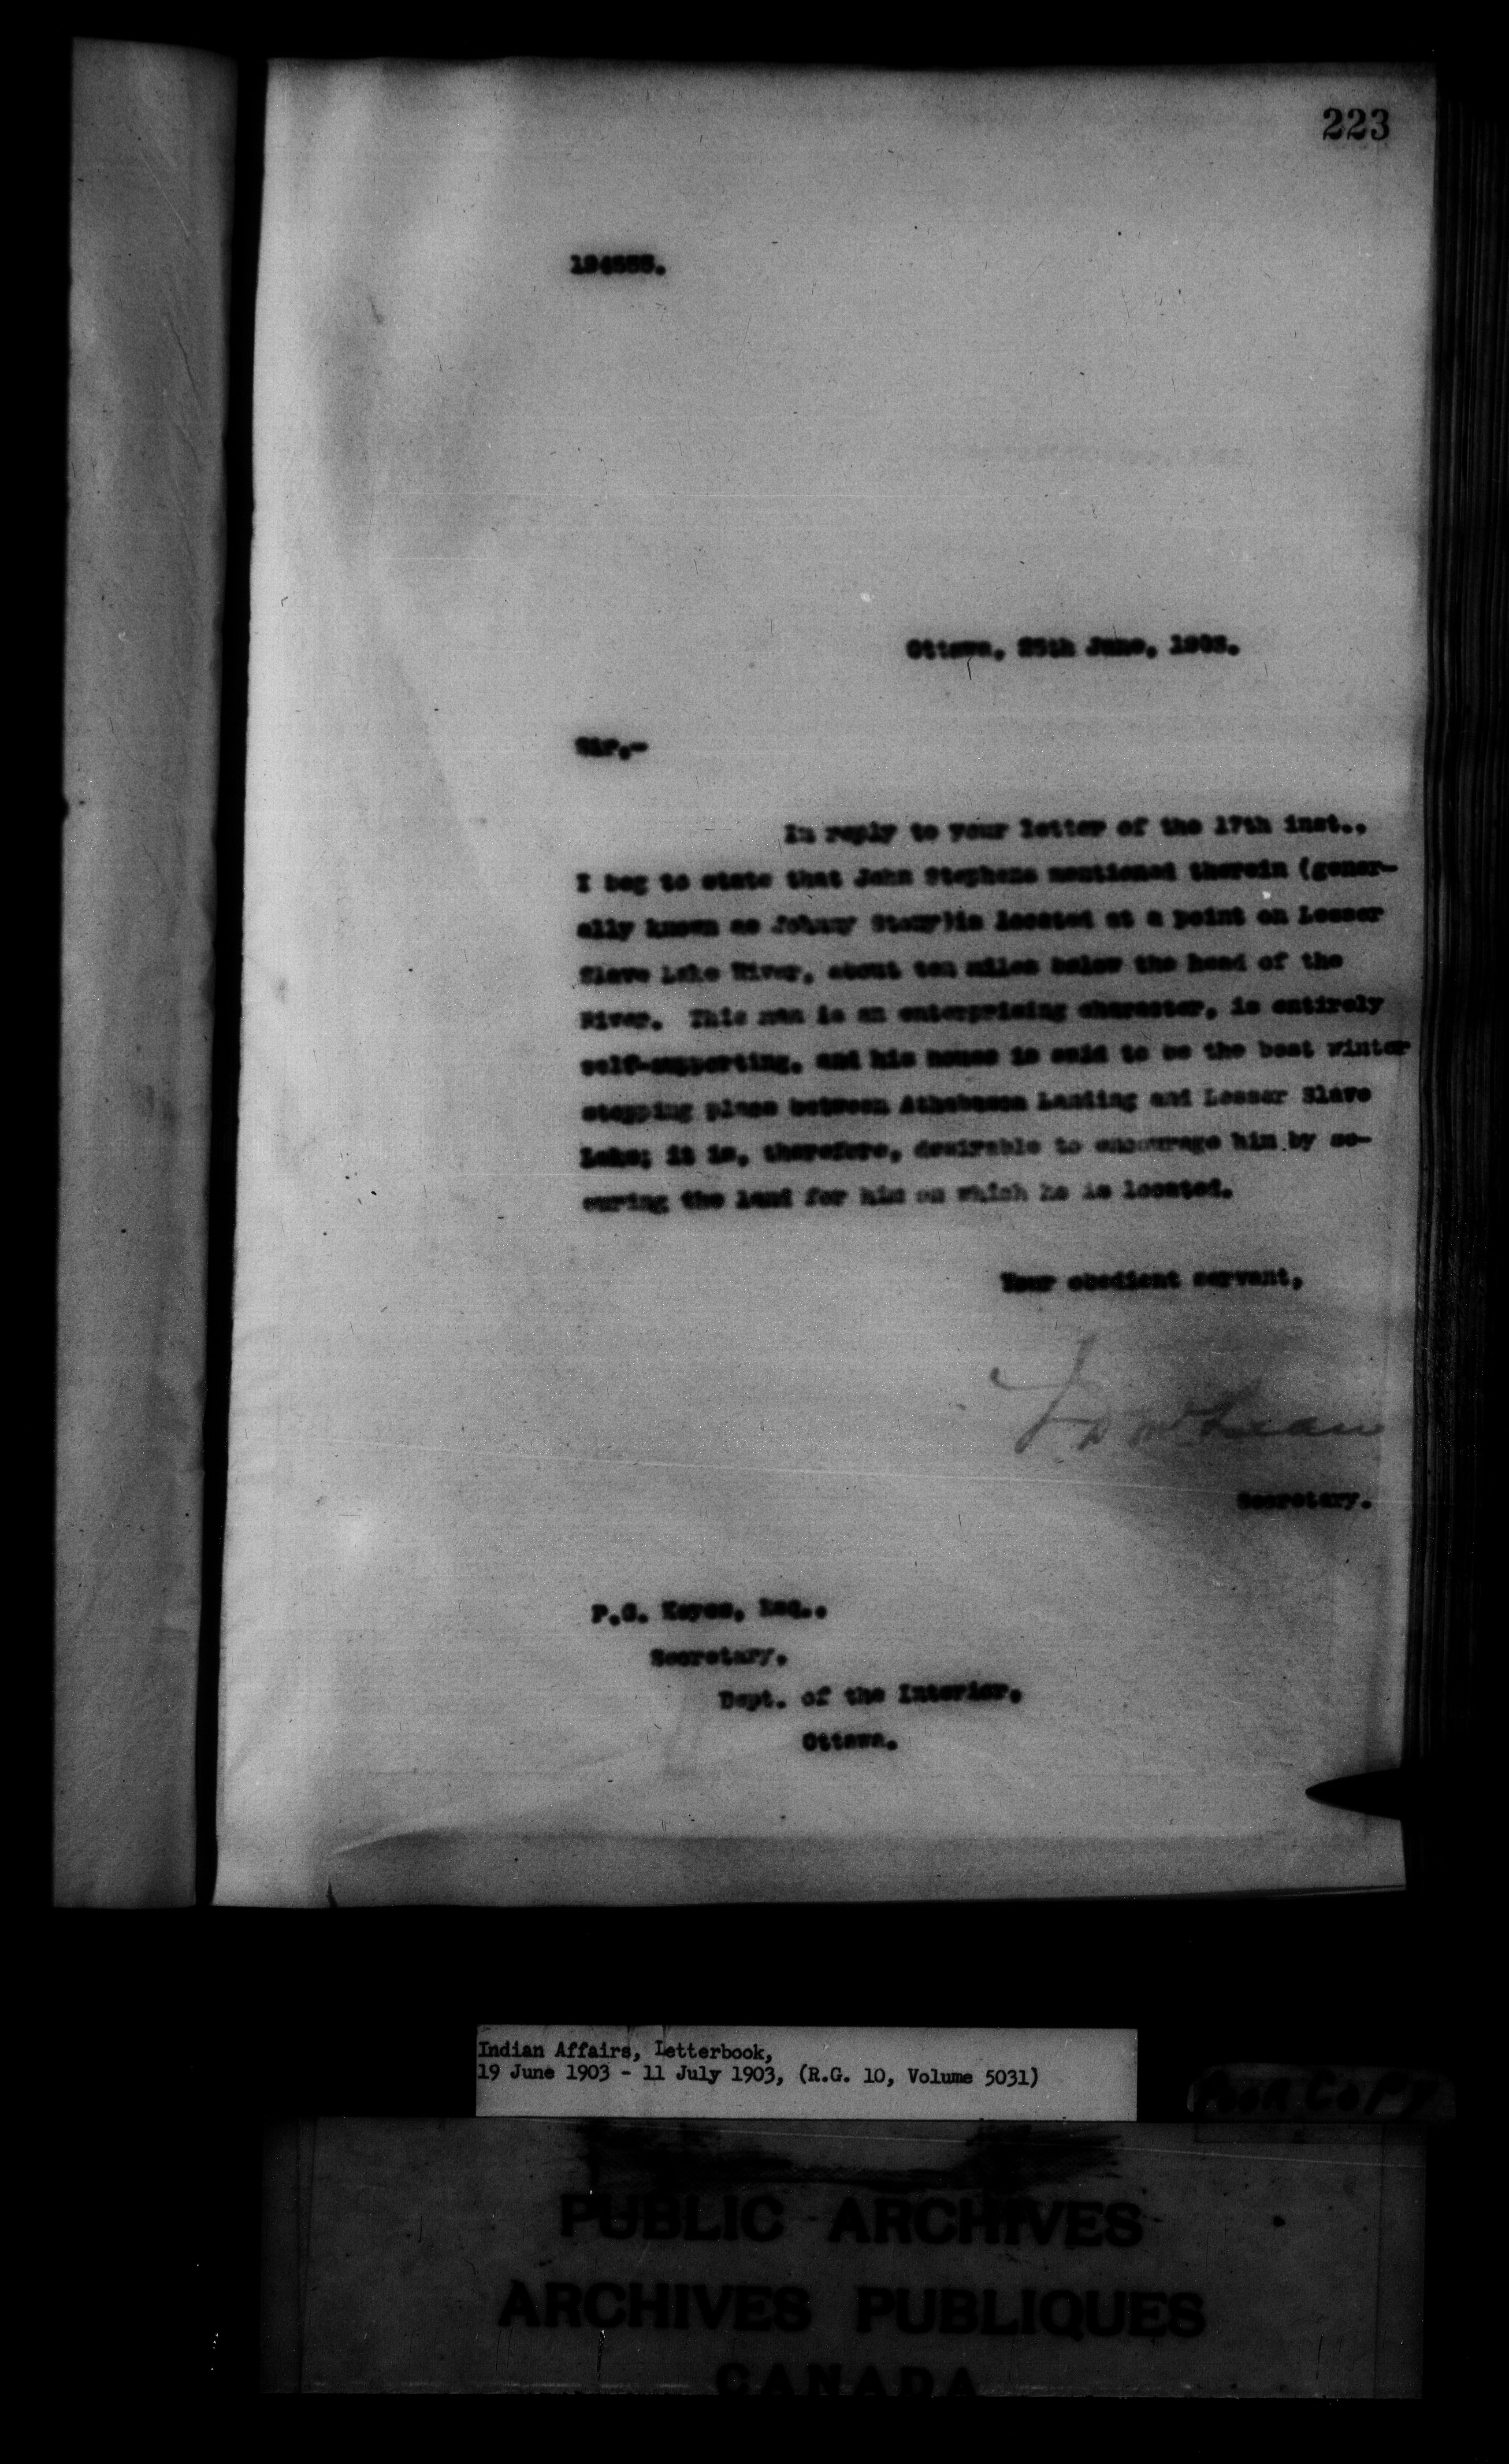 223
Ottawa, 25th June, 1903.
Sir,-
In reply to your letter of the 17th inst.,
I beg to state that John Stephens mentioned therein (gener-
ally known as Johnny Stony)is located at a point on Lesser
Slave Lake River, about ten miles below the head of the
River. This man is an enterprising character, is entirely
self-supporting, and his house is said to be the best winter
stopping place between Athabasca Landing and Lesser Slave
Lake; it is, therefore, desirable to encourage him by se-
curing the land for him on which he is located.
Your obedient servant,
J D McLean
Secretary.
P.G. Keyes, Esq.,
Secretary,
Dept. of the Interior,
Ottawa.
Indian Affairs, Letterbook,
19 June 1903 - 11 July 1903, (R.G. 10, Volume 5031)
POOR COPY
PUBLIC ARCHIVES
ARCHIVES PUBLIQUES
CANADA